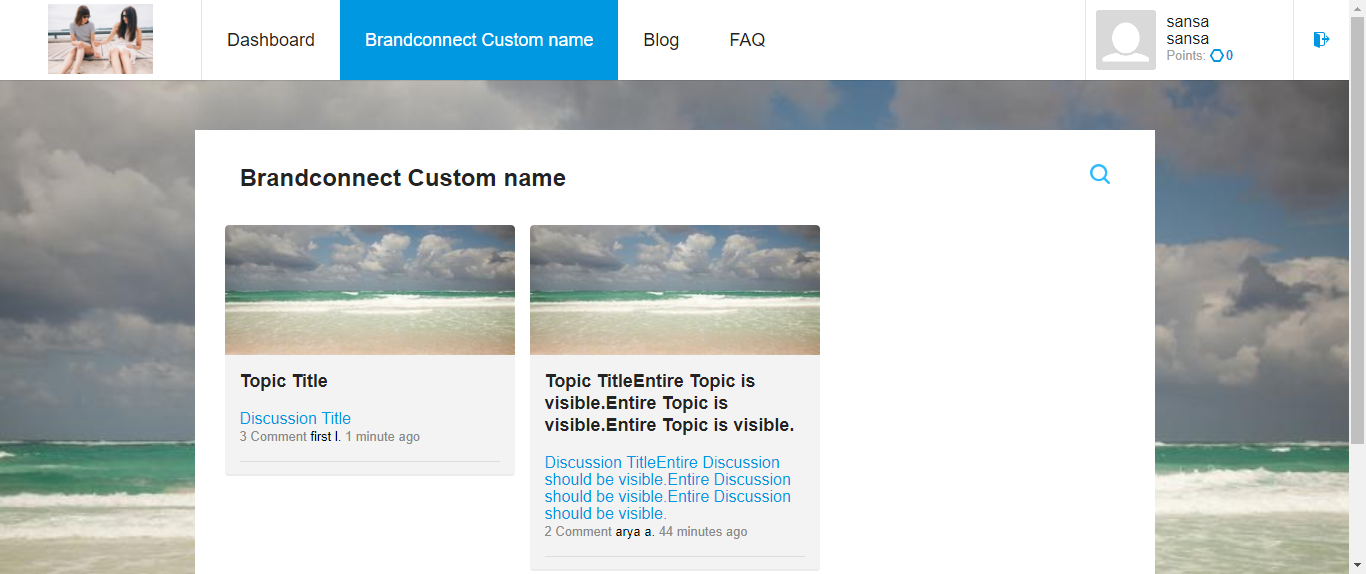 Dashboard
Brandconnect Custom name
Blog
FAQ
sansa
sansa
Points: 0
Brandconnect Custom name
Topic Title
Discussion Title
3 Comment first l. 1 minute ago
Topic TitleEntire Topic is
visible.Entire Topic is
visible.Entire Topic is visible.
Discussion TitleEntire Discussion
should be visible.Entire Discussion
should be visible.Entire Discussion
should be visible.
2 Comment arya a. 44 minutes ago